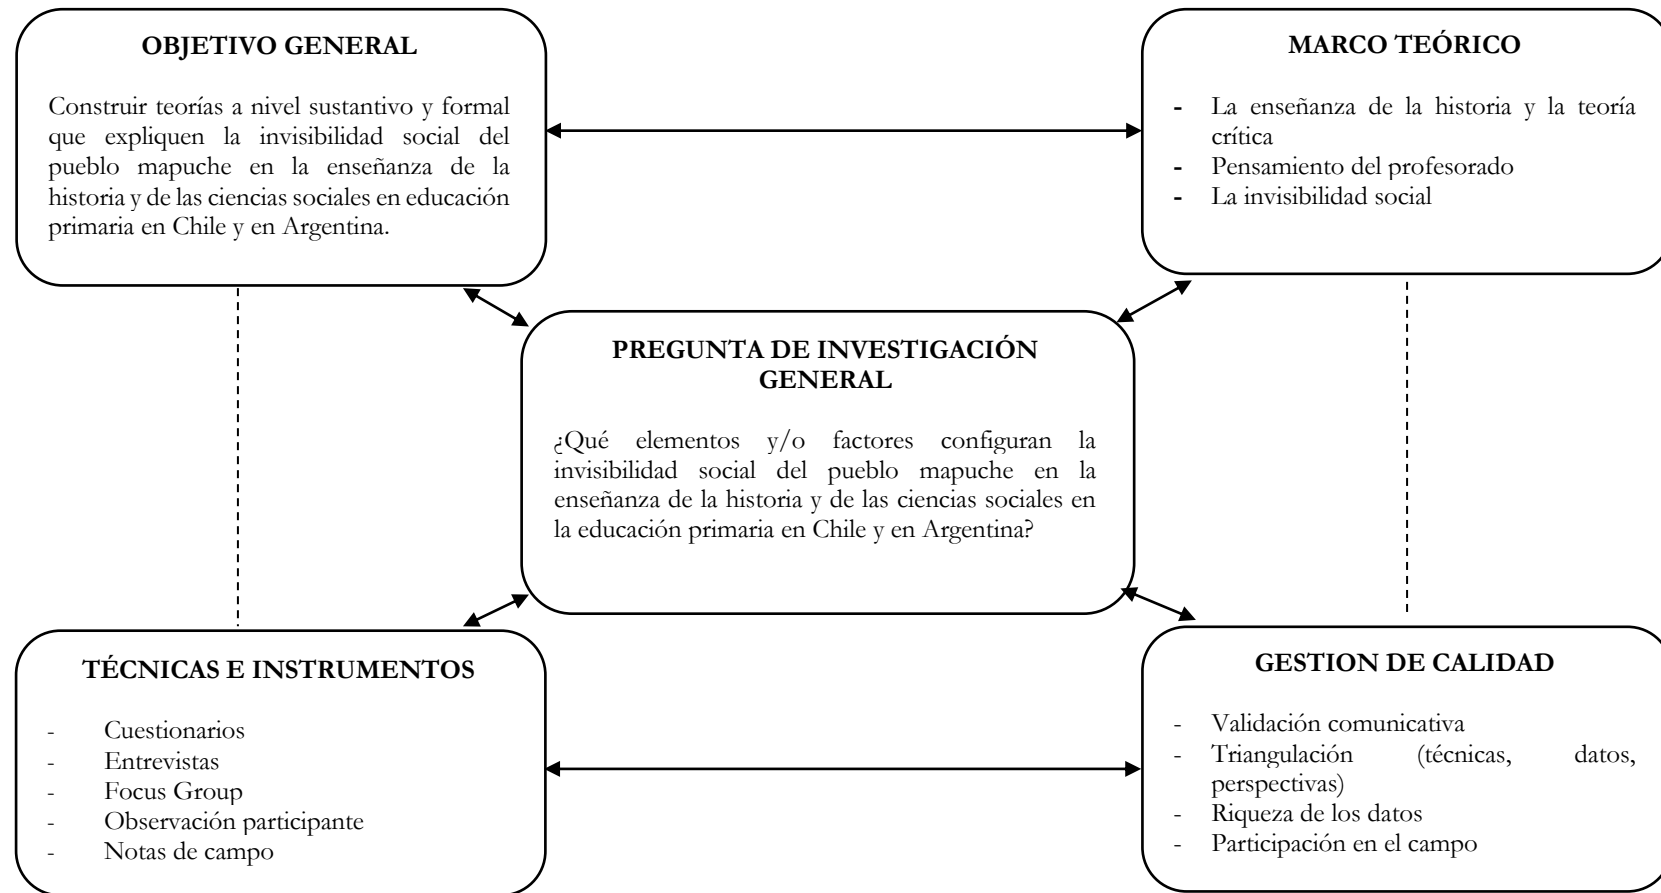 OBJETIVO GENERAL
Construir teorías a nivel sustantivo y formal
que expliquen la invisibilidad social del
pueblo mapuche en la enseñanza de la
historia y de las ciencias sociales en educación
primaria en Chile y en Argentina.
MARCO TEÓRICO
- La enseñanza de la historia y la teoría
crítica
- Pensamiento del profesorado
- La invisibilidad social
PREGUNTA DE INVESTIGACIÓN
GENERAL
¿Qué elementos y/o factores configuran la
invisibilidad social del pueblo mapuche en la
enseñanza de la historia y de las ciencias sociales en
la educación primaria en Chile y en Argentina?
TÉCNICAS E INSTRUMENTOS
- Cuestionarios
- Entrevistas
- Focus Group
- Observación participante
- Notas de campo
GESTION DE CALIDAD
- Validación comunicativa
- Triangulación (técnicas, datos,
perspectivas)
- Riqueza de los datos
- Participación en el campo